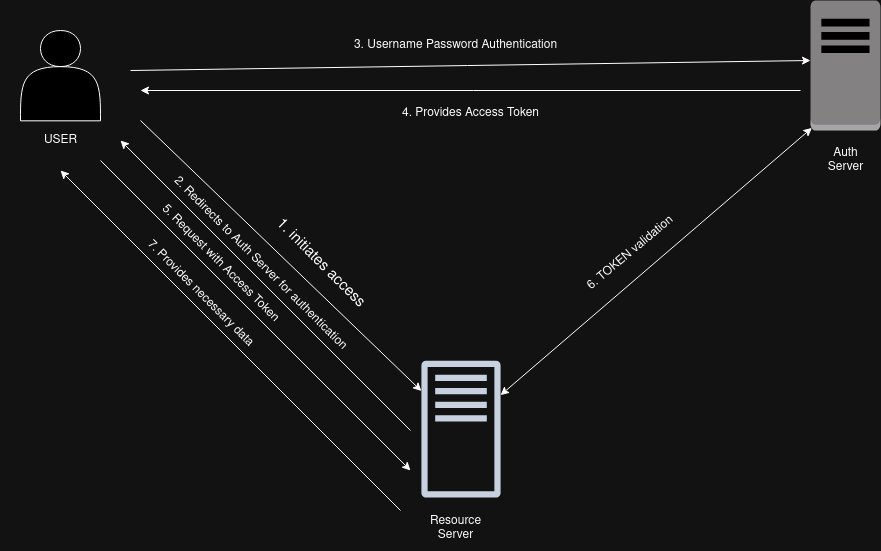 3. Username Password Authentication
4. Provides Access Token
USER
Auth
Server
1. initiates access
2. Redirects to Auth Server for authentication
5. Request with Access Token
7. Provides necessary data
6. TOKEN validation
Resource
Server